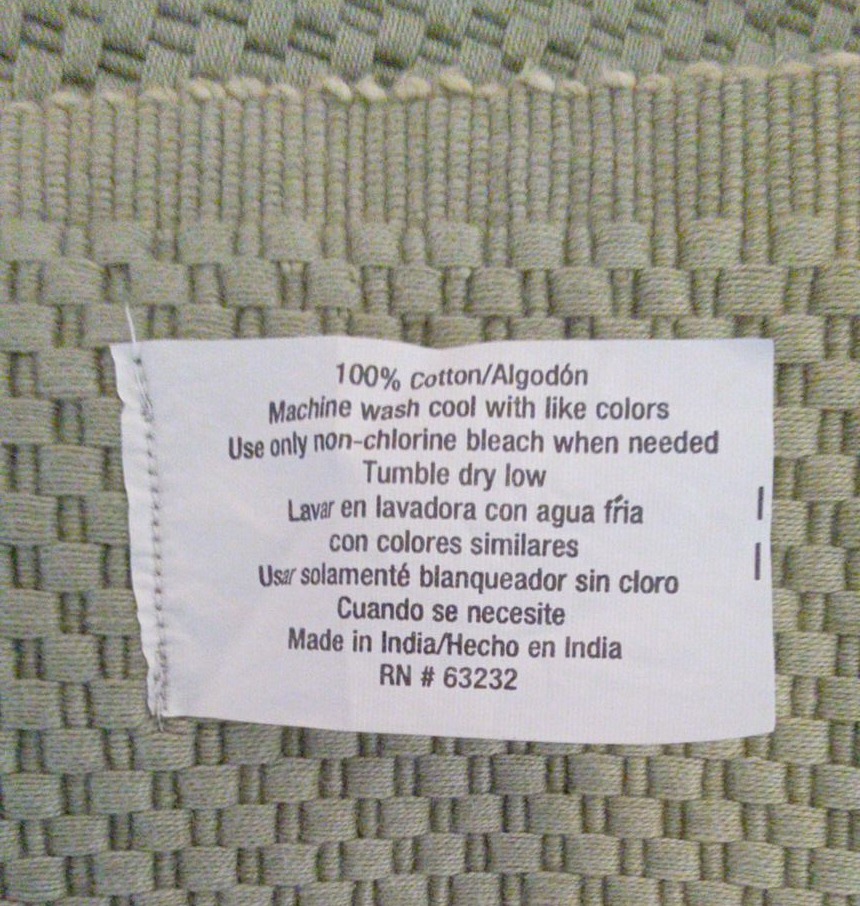 100% Cotton/Algodón
Machine wash cool with like colors
Use only non-chlorine bleach when needed
Tumble dry low
Lavar en lavadora con agua fría
con colores similares
Usar solamenté blanqueador sin cloro
Cuando se necesite
Made in India/Hecho en India
RN # 63232